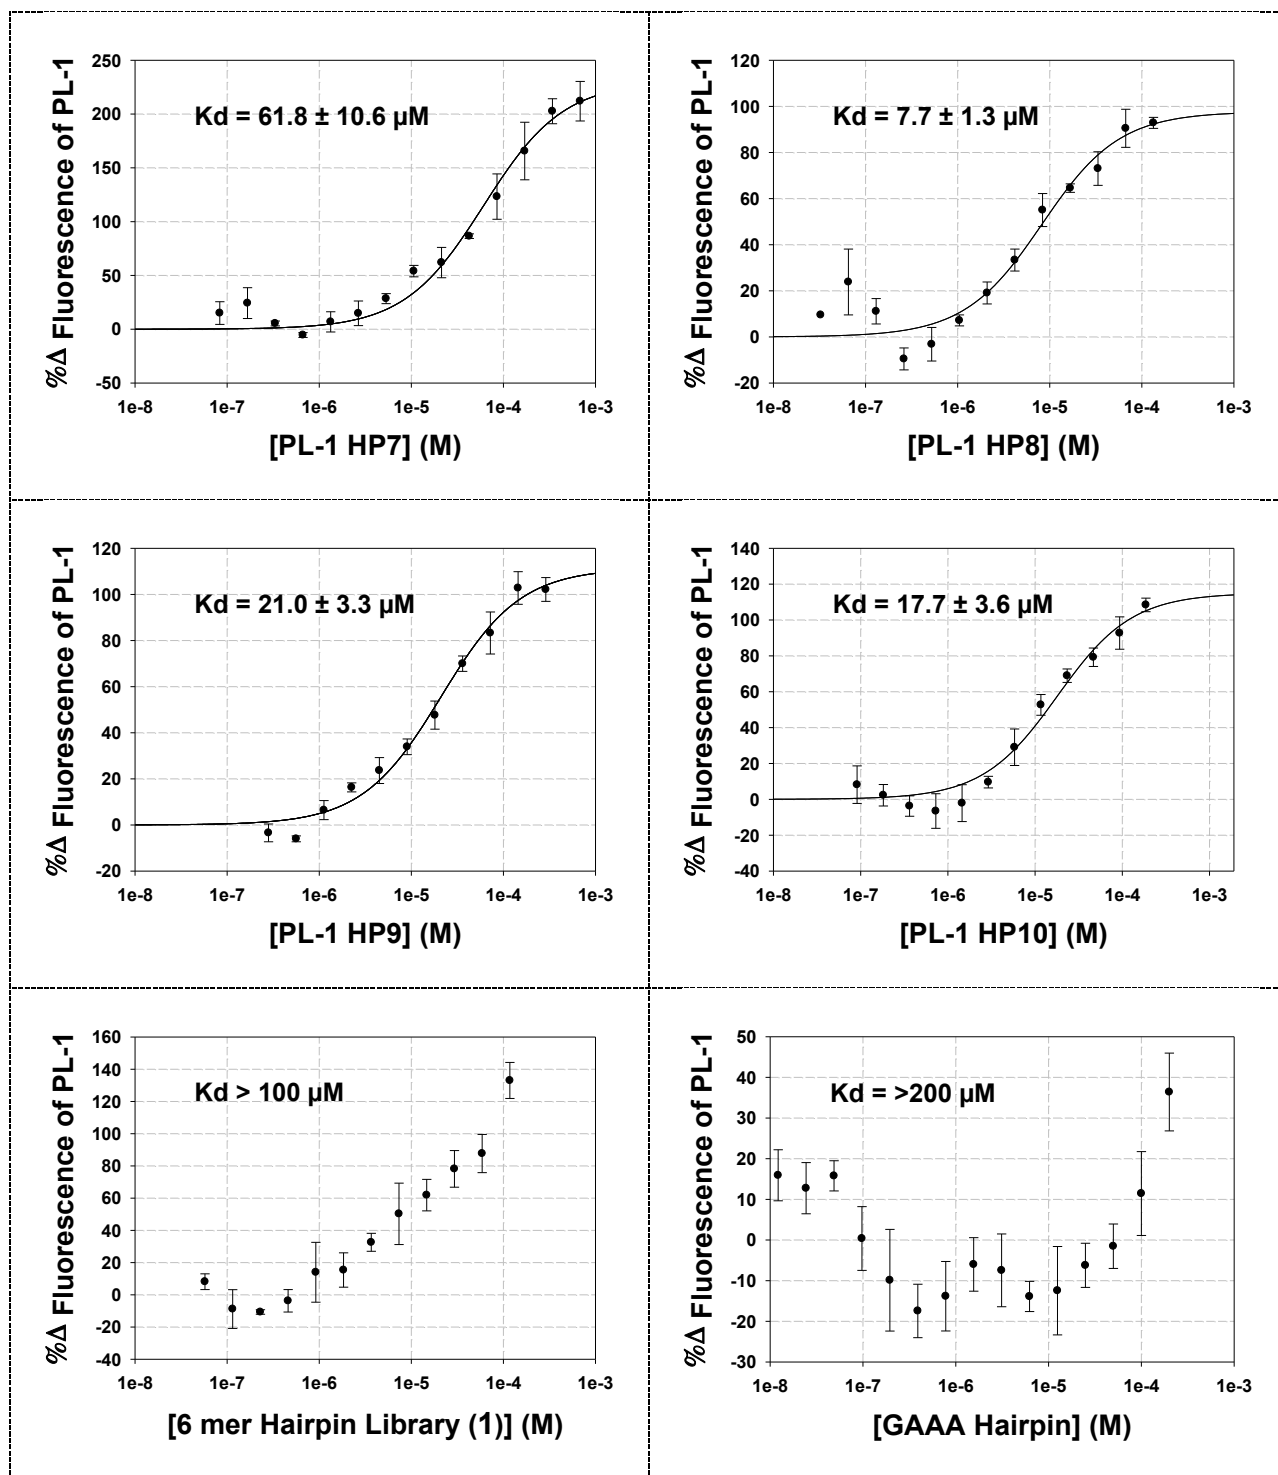 %Δ Fluorescence of PL-1
250
200
150
100
50
0
-50
Kd = 61.8 ± 10.6 µM
1e-8 1e-7 1e-6 1e-5 1e-4 1e-3
[PL-1 HP7] (M)
%Δ Fluorescence of PL-1
120
100
80
60
40
20
0
-20
Kd = 7.7 ± 1.3 µM
1e-8 1e-7 1e-6 1e-5 1e-4 1e-3
[PL-1 HP8] (M)
%Δ Fluorescence of PL-1
120
100
80
60
40
20
0
-20
Kd = 21.0 ± 3.3 µM
1e-8 1e-7 1e-6 1e-5 1e-4 1e-3
[PL-1 HP9] (M)
%Δ Fluorescence of PL-1
140
120
100
80
60
40
20
0
-20
-40
Kd = 17.7 ± 3.6 µM
1e-8 1e-7 1e-6 1e-5 1e-4 1e-3
[PL-1 HP10] (M)
%Δ Fluorescence of PL-1
160
140
120
100
80
60
40
20
0
-20
-40
Kd > 100 µM
1e-8 1e-7 1e-6 1e-5 1e-4 1e-3
[6 mer Hairpin Library (1)] (M)
%Δ Fluorescence of PL-1
50
40
30
20
10
0
-10
-20
-30
Kd = >200 µM
1e-8 1e-7 1e-6 1e-5 1e-4 1e-3
[GAAA Hairpin] (M)